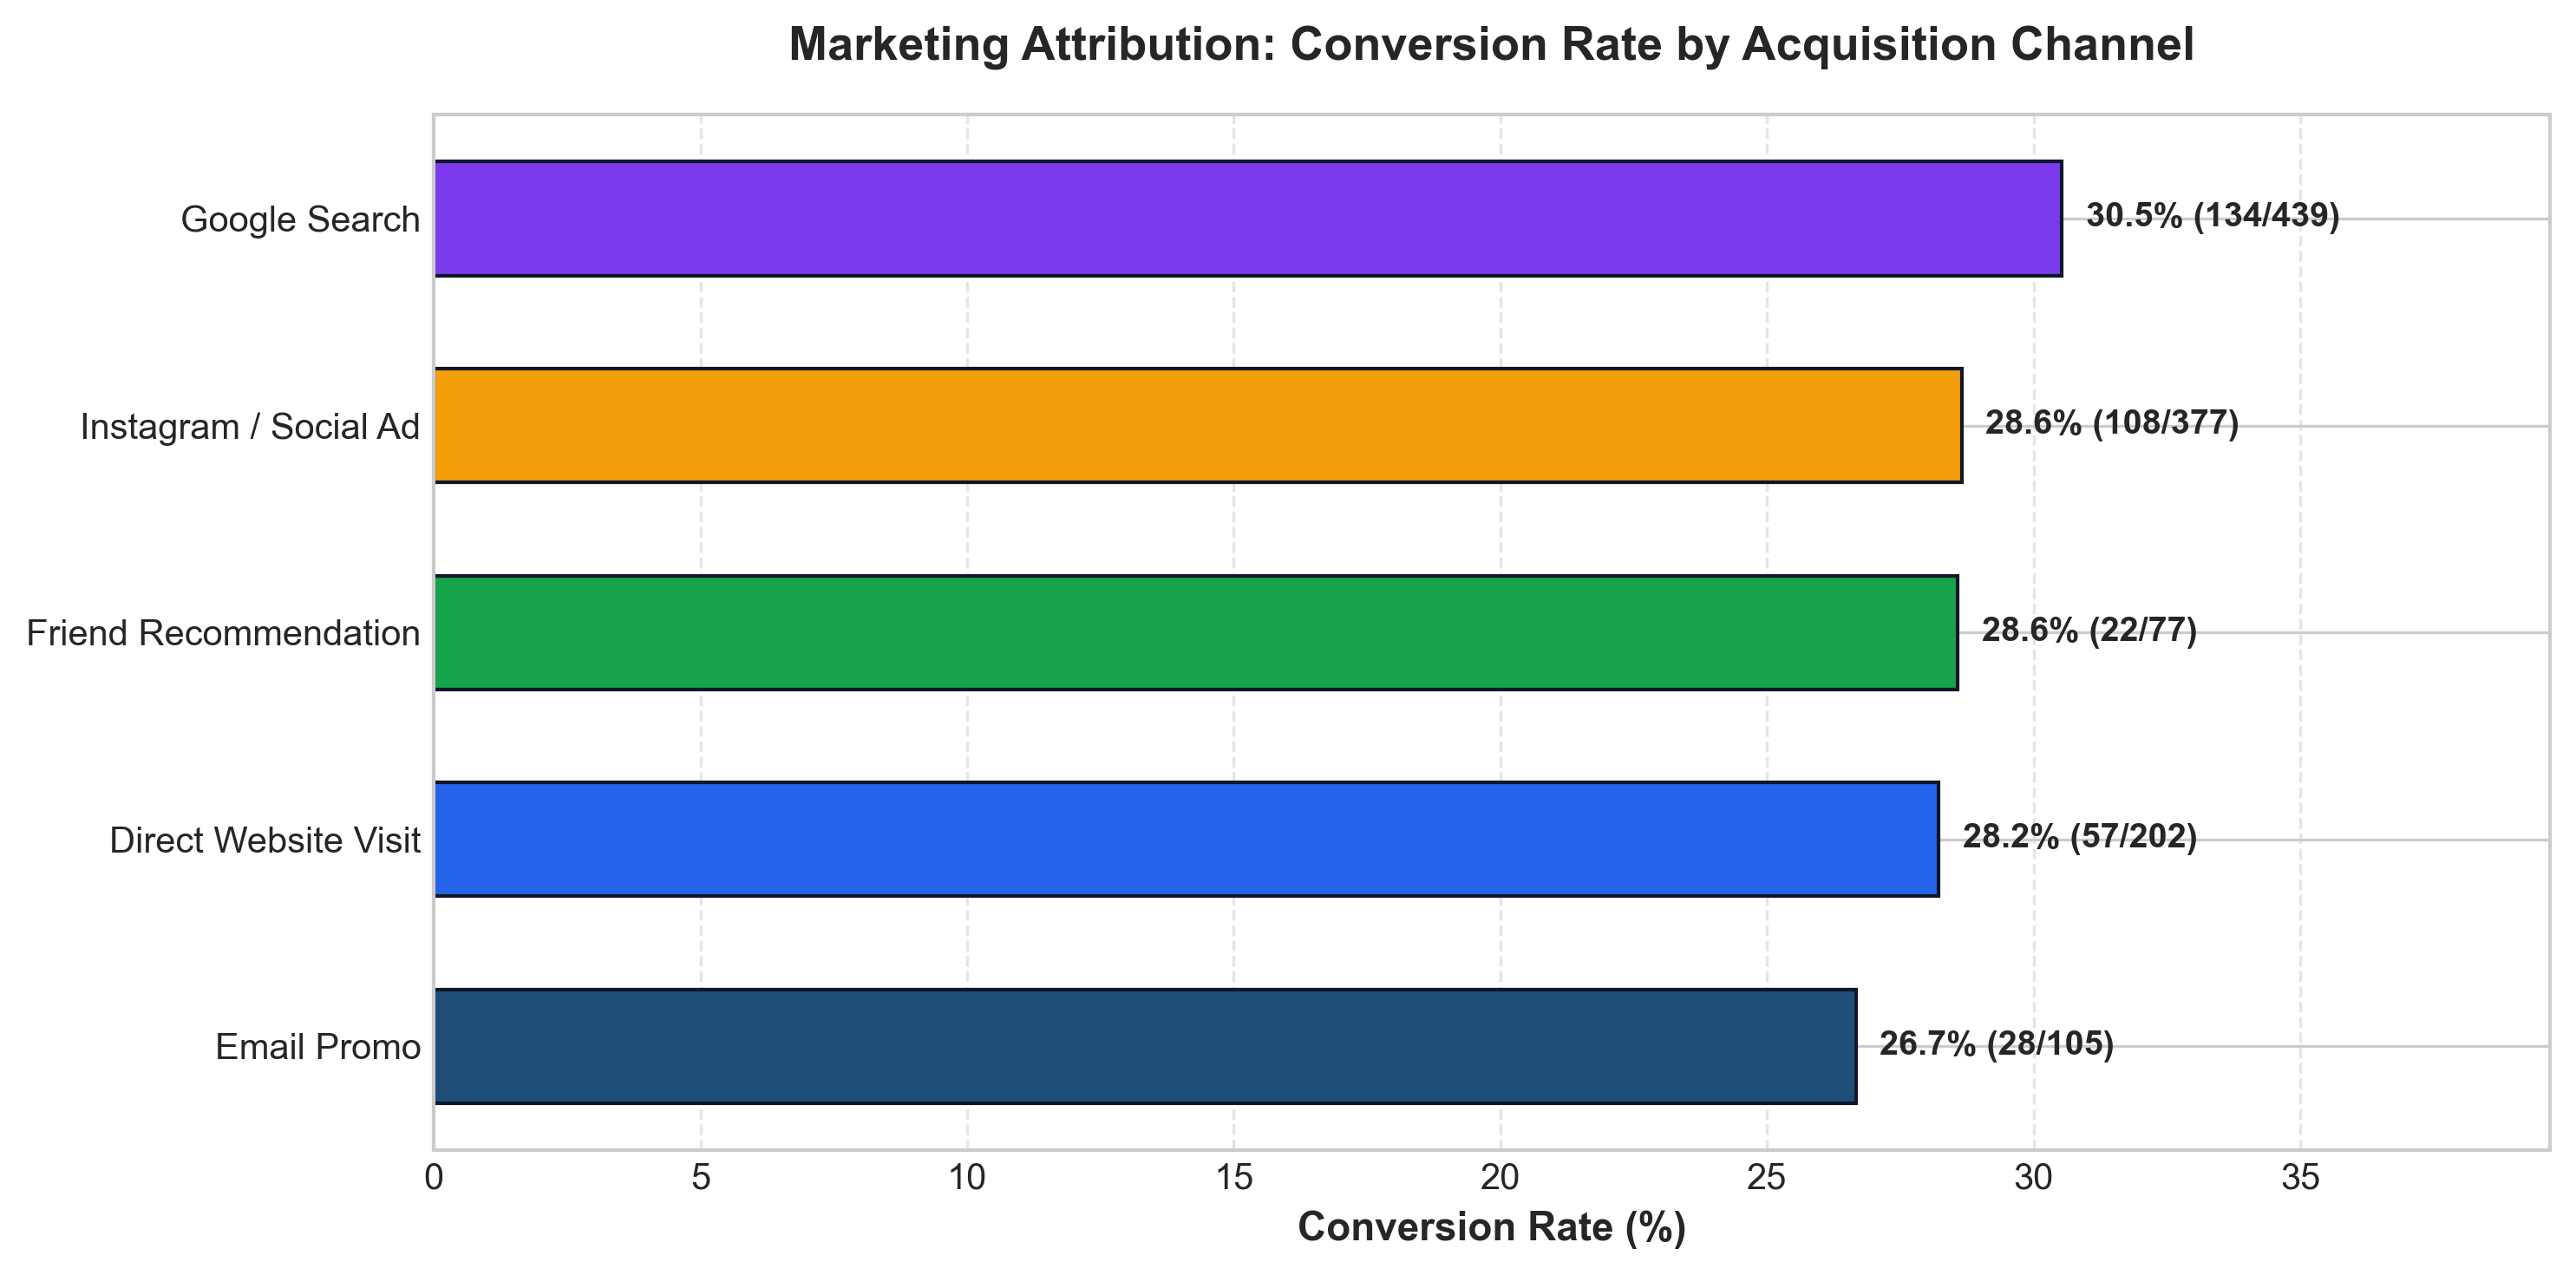 Marketing Attribution: Conversion Rate by Acquisition Channel
Google Search
30.5% (134/439)
Instagram / Social Ad
28.6% (108/377)
Friend Recommendation
28.6% (22/77)
Direct Website Visit
28.2% (57/202)
Email Promo
26.7% (28/105)
0 5 10 15 20 25 30 35
Conversion Rate (%)